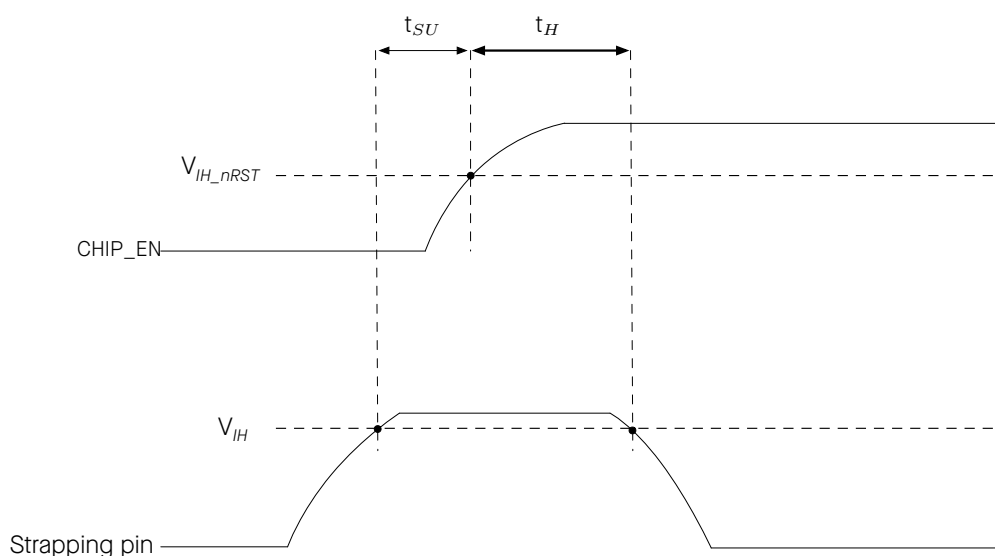 t_SU t_H
V_IH_nRST
CHIP_EN
V_IH
Strapping pin